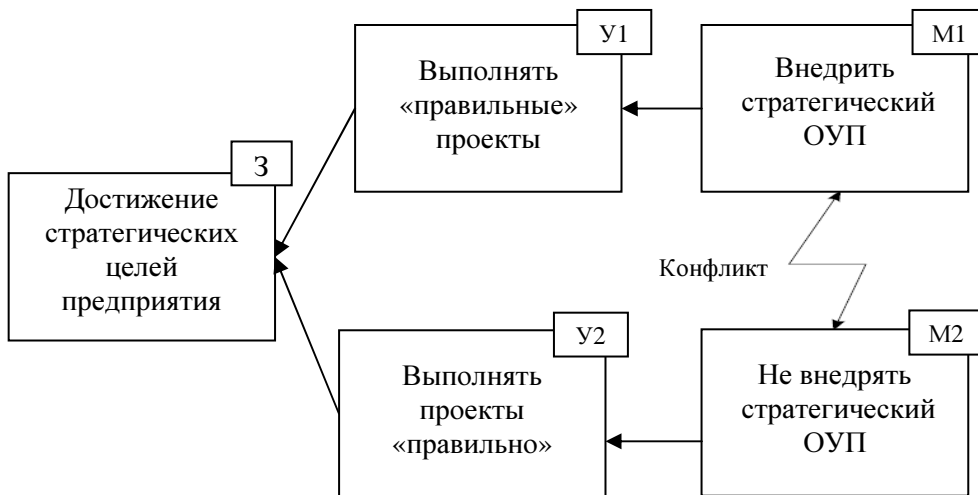 У1
Выполнять
«правильные»
проекты
М1
Внедрить
стратегический
ОУП
З
Достижение
стратегических
целей
предприятия
Конфликт
У2
Выполнять
проекты
«правильно»
М2
Не внедрять
стратегический
ОУП